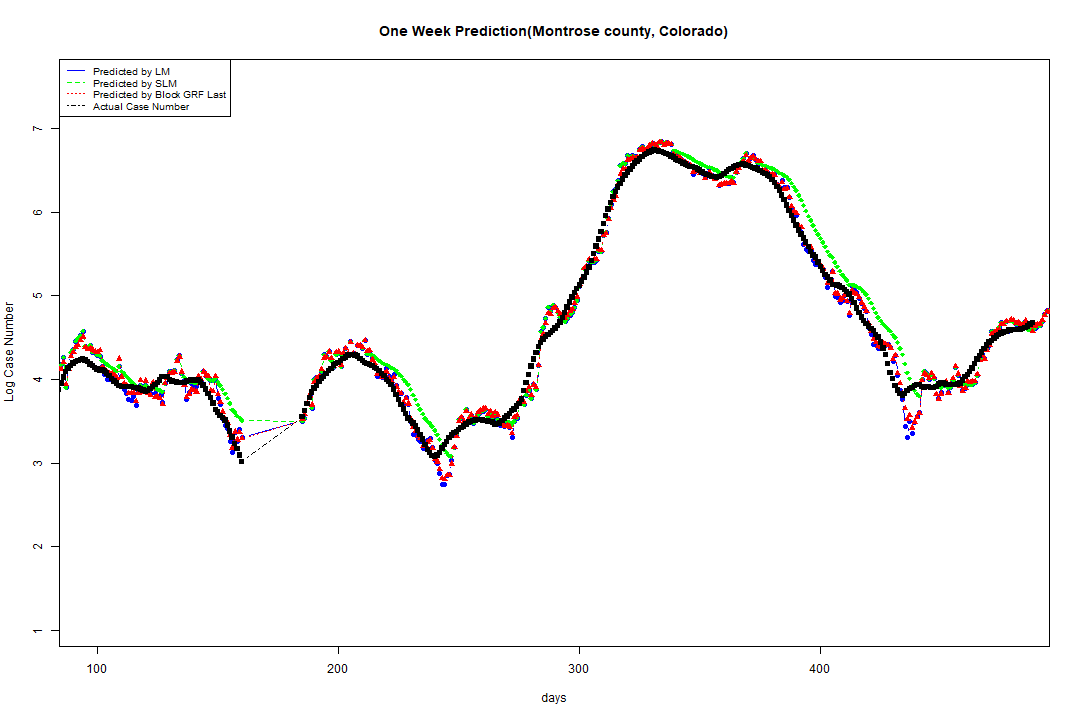 One Week Prediction(Montrose county, Colorado)
Predicted by LM
Predicted by SLM
Predicted by Block GRF Last
Actual Case Number
7
6
5
4
3
2
1
Log Case Number
100 200 300 400
days